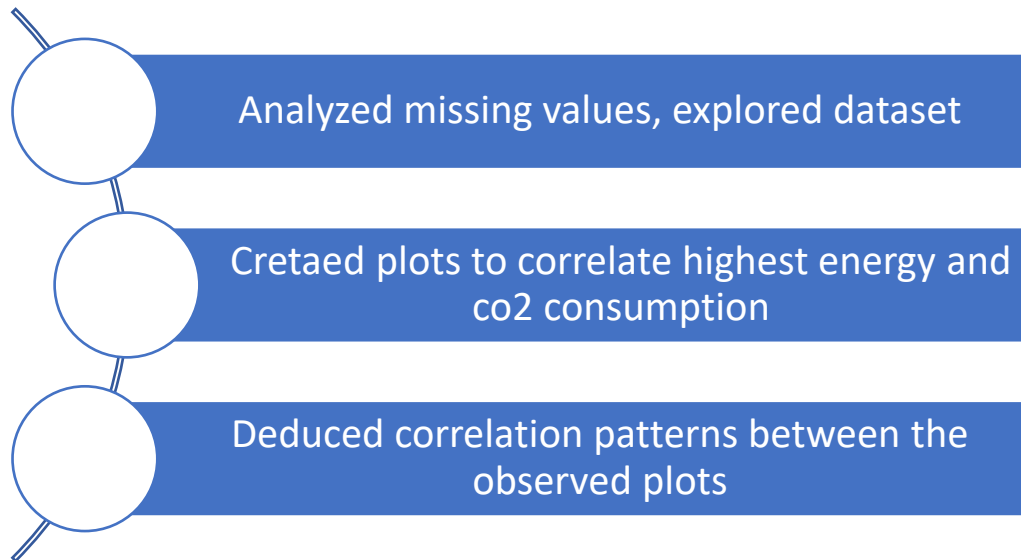 Analyzed missing values, explored dataset
Cretaed plots to correlate highest energy and
co2 consumption
Deduced correlation patterns between the
observed plots